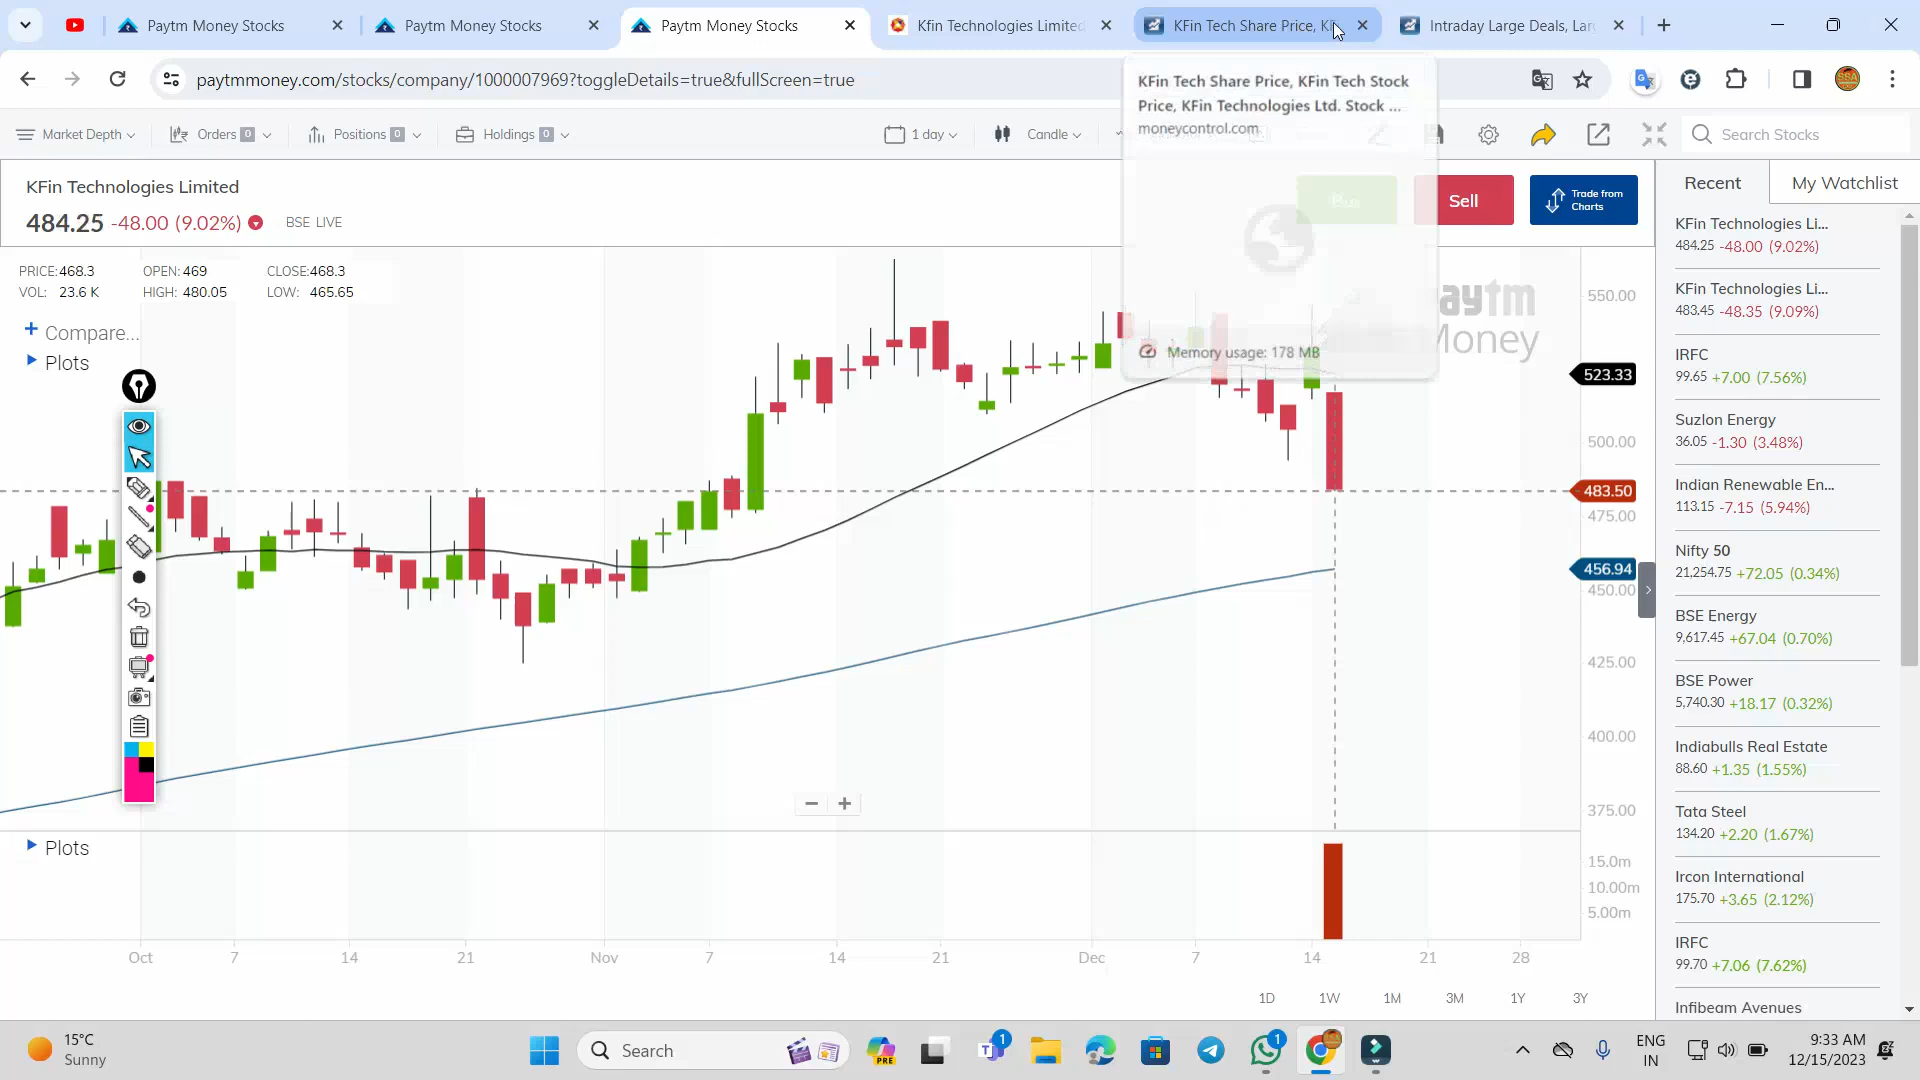 Paytm Money Stocks
Paytm Money Stocks
Paytm Money Stocks
Kfin Technologies Limited
KFin Tech Share Price, KF
Intraday Large Deals, Lar
paytmmoney.com/stocks/company/1000007969?toggleDetails=true&fullScreen=true
KFin Tech Share Price, KFin Tech Stock
Price, KFin Technologies Ltd. Stock ...
moneycontrol.com
Memory usage: 178 MB
Market Depth
Orders 0
Positions 0
Holdings 0
1 day
Candle
Search Stocks
KFin Technologies Limited
484.25 -48.00 (9.02%) BSE LIVE
Buy
Sell
Trade from
Charts
PRICE:468.3 OPEN: 469 CLOSE:468.3
VOL: 23.6 K HIGH: 480.05 LOW: 465.65
+ Compare...
Plots
aytm
Money
550.00
523.33
500.00
483.50
475.00
456.94
450.00
425.00
400.00
375.00
Plots
15.0m
10.00m
5.00m
Oct 7 14 21 Nov 7 14 21 Dec 7 14 21 28
1D 1W 1M 3M 1Y 3Y
Recent
My Watchlist
KFin Technologies Li...
484.25 -48.00 (9.02%)
KFin Technologies Li...
483.45 -48.35 (9.09%)
IRFC
99.65 +7.00 (7.56%)
Suzlon Energy
36.05 -1.30 (3.48%)
Indian Renewable En...
113.15 -7.15 (5.94%)
Nifty 50
21,254.75 +72.05 (0.34%)
BSE Energy
9,617.45 +67.04 (0.70%)
BSE Power
5,740.30 +18.17 (0.32%)
Indiabulls Real Estate
88.60 +1.35 (1.55%)
Tata Steel
134.20 +2.20 (1.67%)
Ircon International
175.70 +3.65 (2.12%)
IRFC
99.70 +7.06 (7.62%)
Infibeam Avenues
15°C
Sunny
Search
PRE
1
1
ENG
IN
9:33 AM
12/15/2023